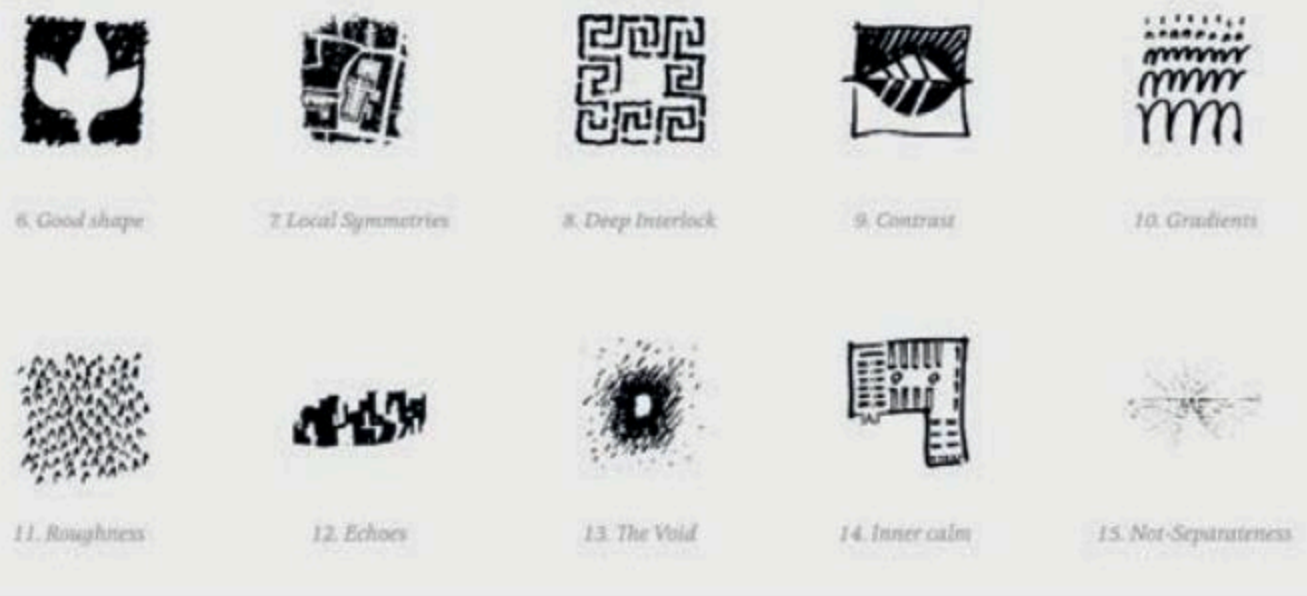 6. Good shape
7. Local Symmetries
8. Deep Interlock
9. Contrast
10. Gradients
11. Roughness
12. Echoes
13. The Void
14. Inner calm
15. Not-Separateness